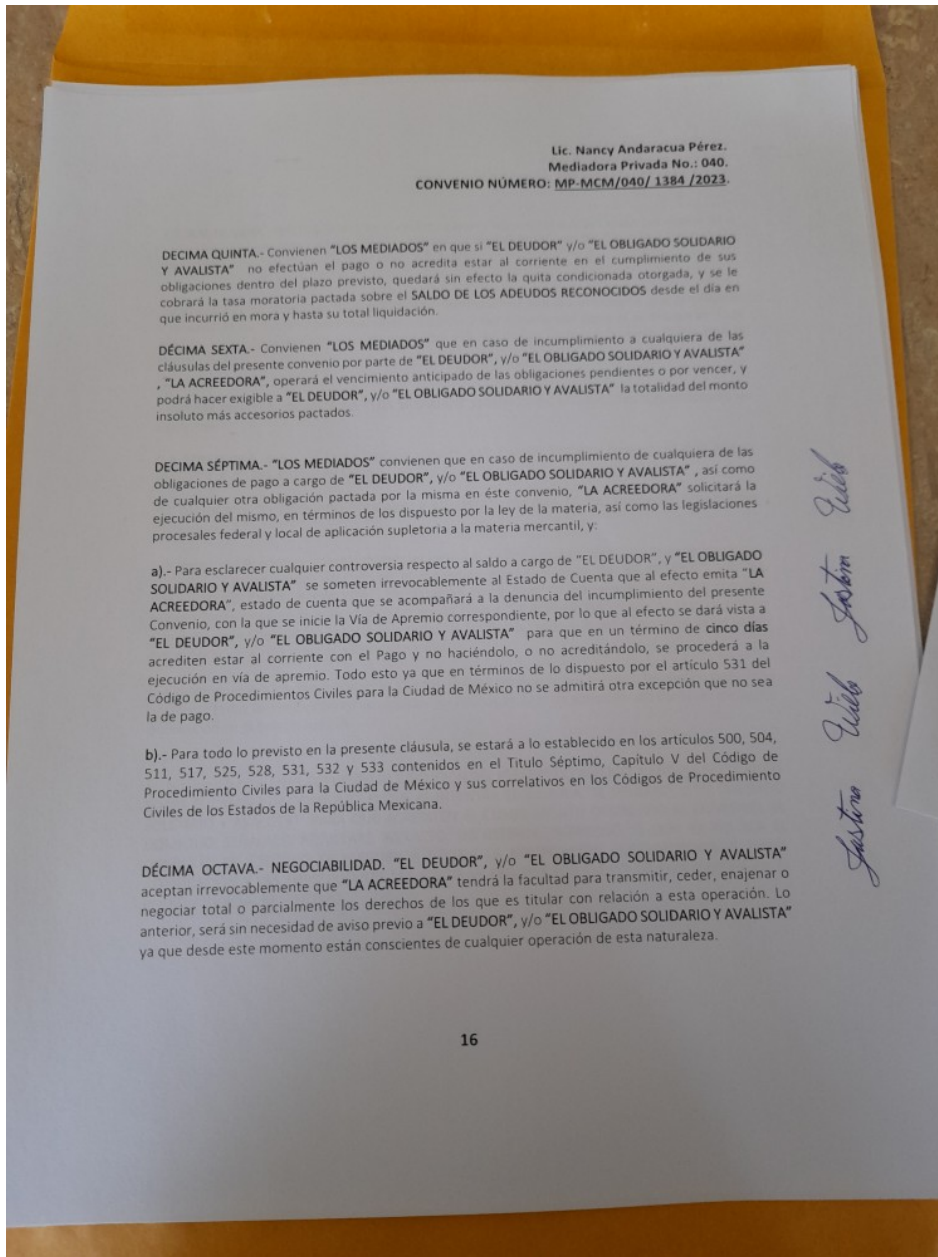 Lic. Nancy Andaracua Pérez.
Mediadora Privada No.: 040.
CONVENIO NÚMERO: MP-MCM/040/ 1384 /2023.
DECIMA QUINTA.- Convienen "LOS MEDIADOS" en que si "EL DEUDOR" y/o "EL OBLIGADO SOLIDARIO
Y AVALISTA" no efectúan el pago o no acredita estar al corriente en el cumplimiento de sus
obligaciones dentro del plazo previsto, quedará sin efecto la quita condicionada otorgada, y se le
cobrará la tasa moratoria pactada sobre el SALDO DE LOS ADEUDOS RECONOCIDOS desde el día en
que incurrió en mora y hasta su total liquidación.
DÉCIMA SEXTA.- Convienen "LOS MEDIADOS" que en caso de incumplimiento a cualquiera de las
cláusulas del presente convenio por parte de "EL DEUDOR", y/o "EL OBLIGADO SOLIDARIO Y AVALISTA"
, "LA ACREEDORA", operará el vencimiento anticipado de las obligaciones pendientes o por vencer, y
podrá hacer exigible a "EL DEUDOR", y/o "EL OBLIGADO SOLIDARIO Y AVALISTA" la totalidad del monto
insoluto más accesorios pactados.
DECIMA SÉPTIMA.- "LOS MEDIADOS" convienen que en caso de incumplimiento de cualquiera de las
obligaciones de pago a cargo de "EL DEUDOR", y/o "EL OBLIGADO SOLIDARIO Y AVALISTA" , así como
de cualquier otra obligación pactada por la misma en éste convenio, "LA ACREEDORA" solicitará la
ejecución del mismo, en términos de los dispuesto por la ley de la materia, así como las legislaciones
procesales federal y local de aplicación supletoria a la materia mercantil, y:
a).- Para esclarecer cualquier controversia respecto al saldo a cargo de "EL DEUDOR", y "EL OBLIGADO
SOLIDARIO Y AVALISTA" se someten irrevocablemente al Estado de Cuenta que al efecto emita "LA
ACREEDORA", estado de cuenta que se acompañará a la denuncia del incumplimiento del presente
Convenio, con la que se inicie la Vía de Apremio correspondiente, por lo que al efecto se dará vista a
"EL DEUDOR", y/o "EL OBLIGADO SOLIDARIO Y AVALISTA" para que en un término de cinco días
acrediten estar al corriente con el Pago y no haciéndolo, o no acreditándolo, se procederá a la
ejecución en vía de apremio. Todo esto ya que en términos de lo dispuesto por el artículo 531 del
Código de Procedimientos Civiles para la Ciudad de México no se admitirá otra excepción que no sea
la de pago.
b).- Para todo lo previsto en la presente cláusula, se estará a lo establecido en los artículos 500, 504,
511, 517, 525, 528, 531, 532 y 533 contenidos en el Titulo Séptimo, Capitulo V del Código de
Procedimiento Civiles para la Ciudad de México y sus correlativos en los Códigos de Procedimiento
Civiles de los Estados de la República Mexicana.
DÉCIMA OCTAVA.- NEGOCIABILIDAD. "EL DEUDOR", y/o "EL OBLIGADO SOLIDARIO Y AVALISTA"
aceptan irrevocablemente que "LA ACREEDORA" tendrá la facultad para transmitir, ceder, enajenar o
negociar total o parcialmente los derechos de los que es titular con relación a esta operación. Lo
anterior, será sin necesidad de aviso previo a "EL DEUDOR", y/o "EL OBLIGADO SOLIDARIO Y AVALISTA"
ya que desde este momento están conscientes de cualquier operación de esta naturaleza.
16